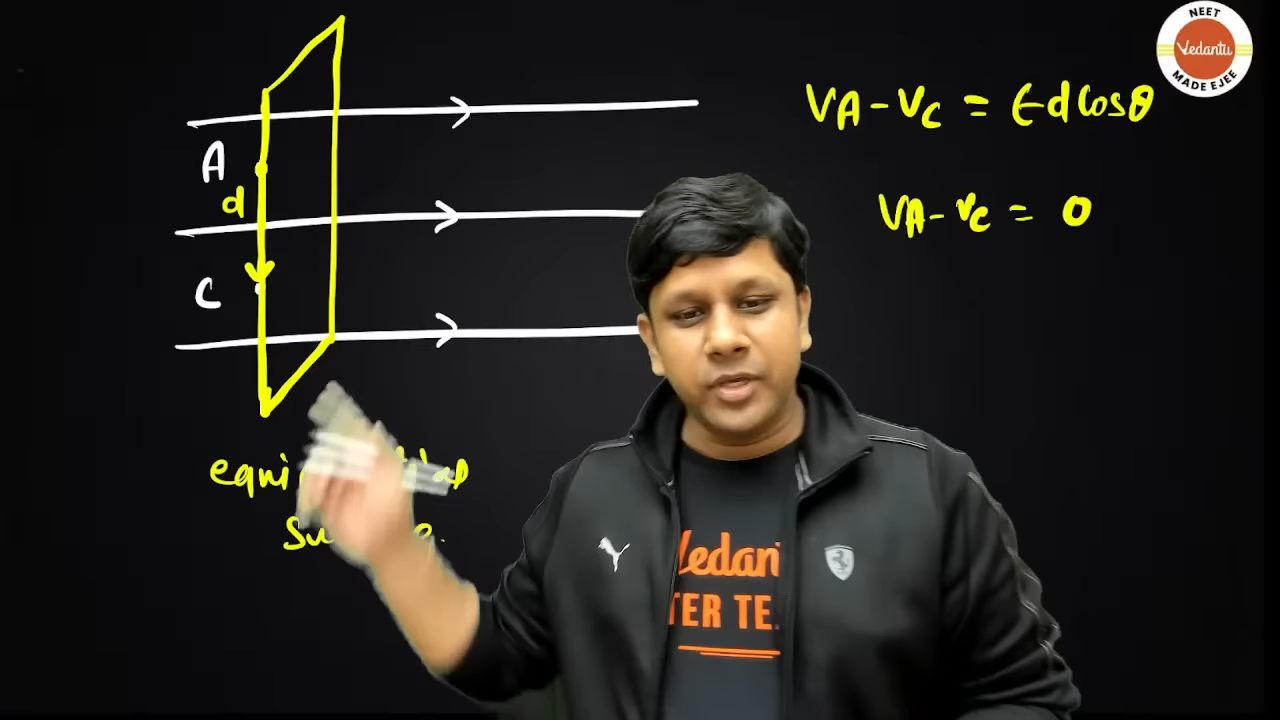 NEET
Vedantu
MADE EJEE
VA - VC = E d Cosθ
VA - VC = 0
A
d
C
Vedant
TER TE